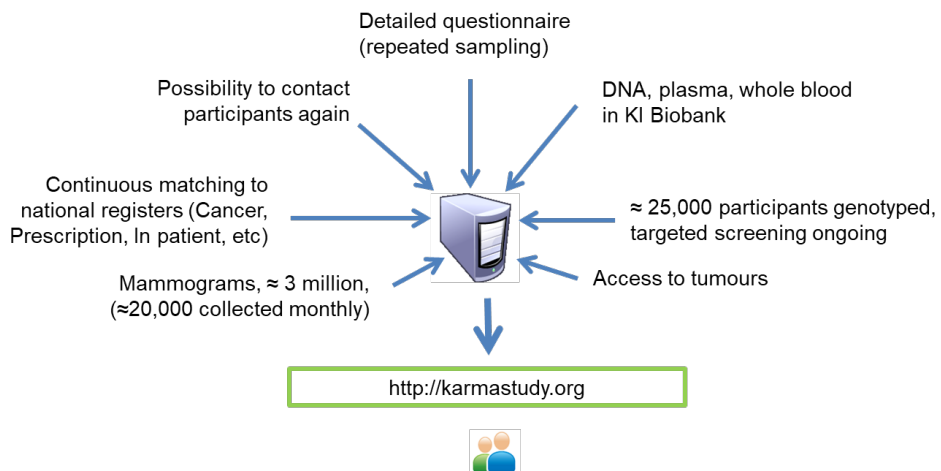 Detailed questionnaire
(repeated sampling)
Possibility to contact
participants again
DNA, plasma, whole blood
in KI Biobank
Continuous matching to
national registers (Cancer,
Prescription, In patient, etc)
≈ 25,000 participants genotyped,
targeted screening ongoing
Mammograms, ≈ 3 million,
(≈20,000 collected monthly)
Access to tumours
http://karmastudy.org